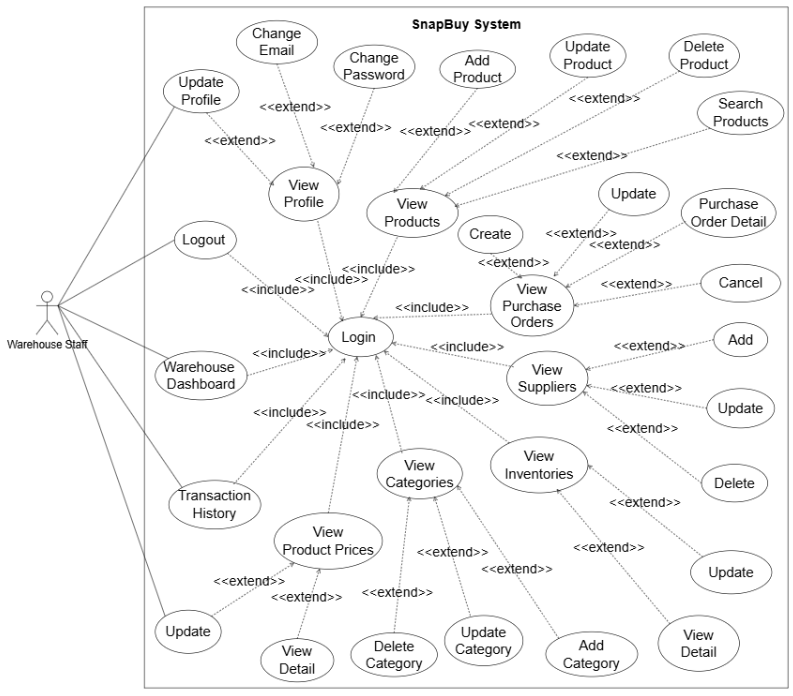 SnapBuy System
Change
Email
Change
Password
Add
Product
Update
Product
Delete
Product
Update
Profile
Search
Products
<<extend>>
<<extend>>
<<extend>>
<<extend>>
<<extend>>
<<extend>>
<<extend>>
View
Profile
View
Products
Update
Purchase
Order Detail
Logout
Create
<<extend>>
<<extend>>
<<extend>>
<<include>>
<<include>>
<<include>>
<<extend>>
Cancel
View
Purchase
Orders
<<include>>
Warehouse Staff
Login
Add
<<extend>>
<<include>>
<<include>>
Warehouse
Dashboard
View
Suppliers
<<extend>>
Update
<<include>>
<<include>>
<<include>>
<<extend>>
View
Categories
View
Inventories
Delete
Transaction
History
<<extend>>
View
Product Prices
<<extend>>
<<extend>>
<<extend>>
<<extend>>
<<extend>>
<<extend>>
<<extend>>
Update
Update
View
Detail
Delete
Category
Update
Category
Add
Category
View
Detail